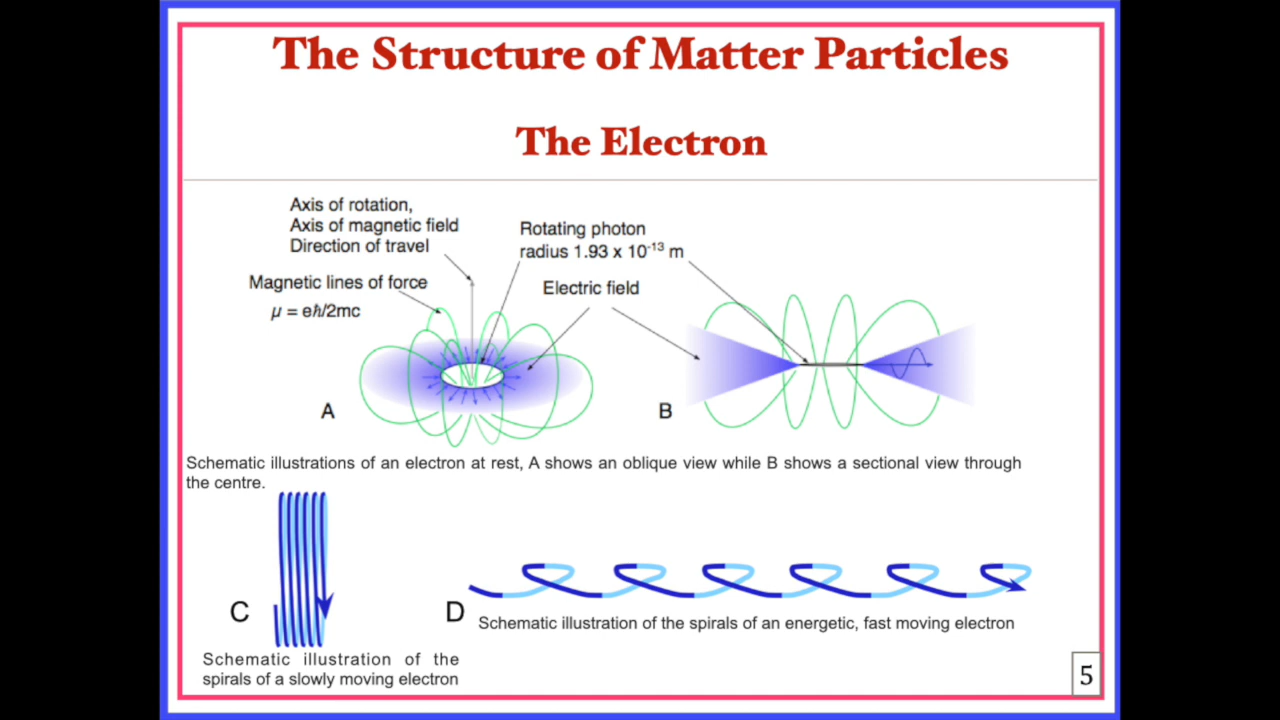 The Structure of Matter Particles
The Electron
Axis of rotation,
Axis of magnetic field
Direction of travel
Rotating photon
radius 1.93 x 10⁻¹³ m
Magnetic lines of force
Electric field
μ = eℏ/2mc
A
B
Schematic illustrations of an electron at rest, A shows an oblique view while B shows a sectional view through
the centre.
C
D
Schematic illustration of the spirals of an energetic, fast moving electron
Schematic illustration of the
spirals of a slowly moving electron
5